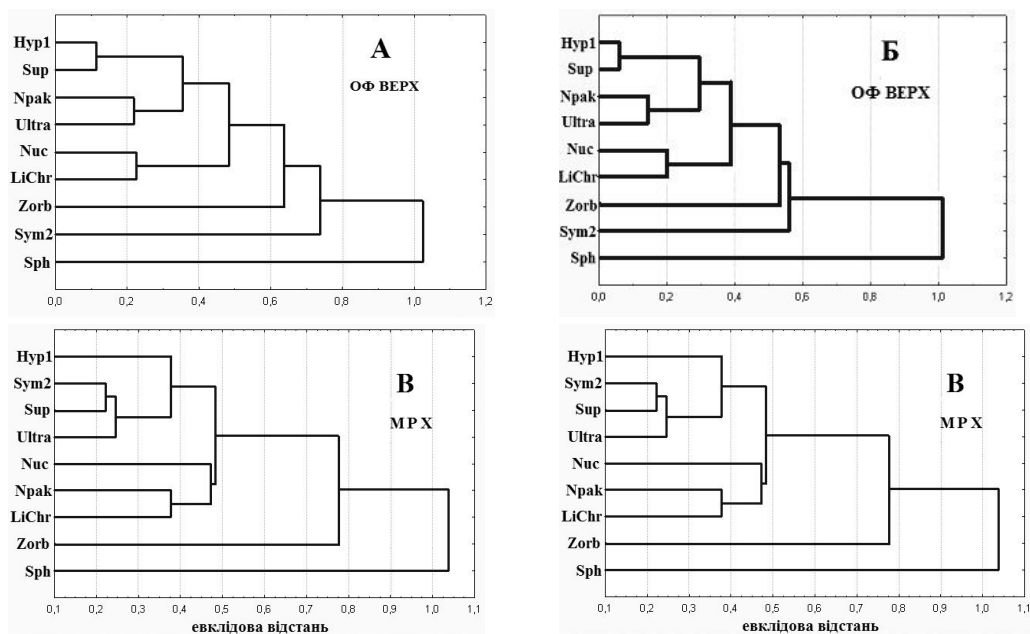 А
ОФ ВЕРХ
Hyp1
Sup
Npak
Ultra
Nuc
LiChr
Zorb
Sym2
Sph
0,0 0,2 0,4 0,6 0,8 1,0 1,2
Б
ОФ ВЕРХ
Hyp1
Sup
Npak
Ultra
Nuc
LiChr
Zorb
Sym2
Sph
0,0 0,2 0,4 0,6 0,8 1,0 1,2
В
МРХ
Hyp1
Sym2
Sup
Ultra
Nuc
Npak
LiChr
Zorb
Sph
0,1 0,2 0,3 0,4 0,5 0,6 0,7 0,8 0,9 1,0 1,1
евклідова відстань
В
МРХ
Hyp1
Sym2
Sup
Ultra
Nuc
Npak
LiChr
Zorb
Sph
0,1 0,2 0,3 0,4 0,5 0,6 0,7 0,8 0,9 1,0 1,1
евклідова відстань